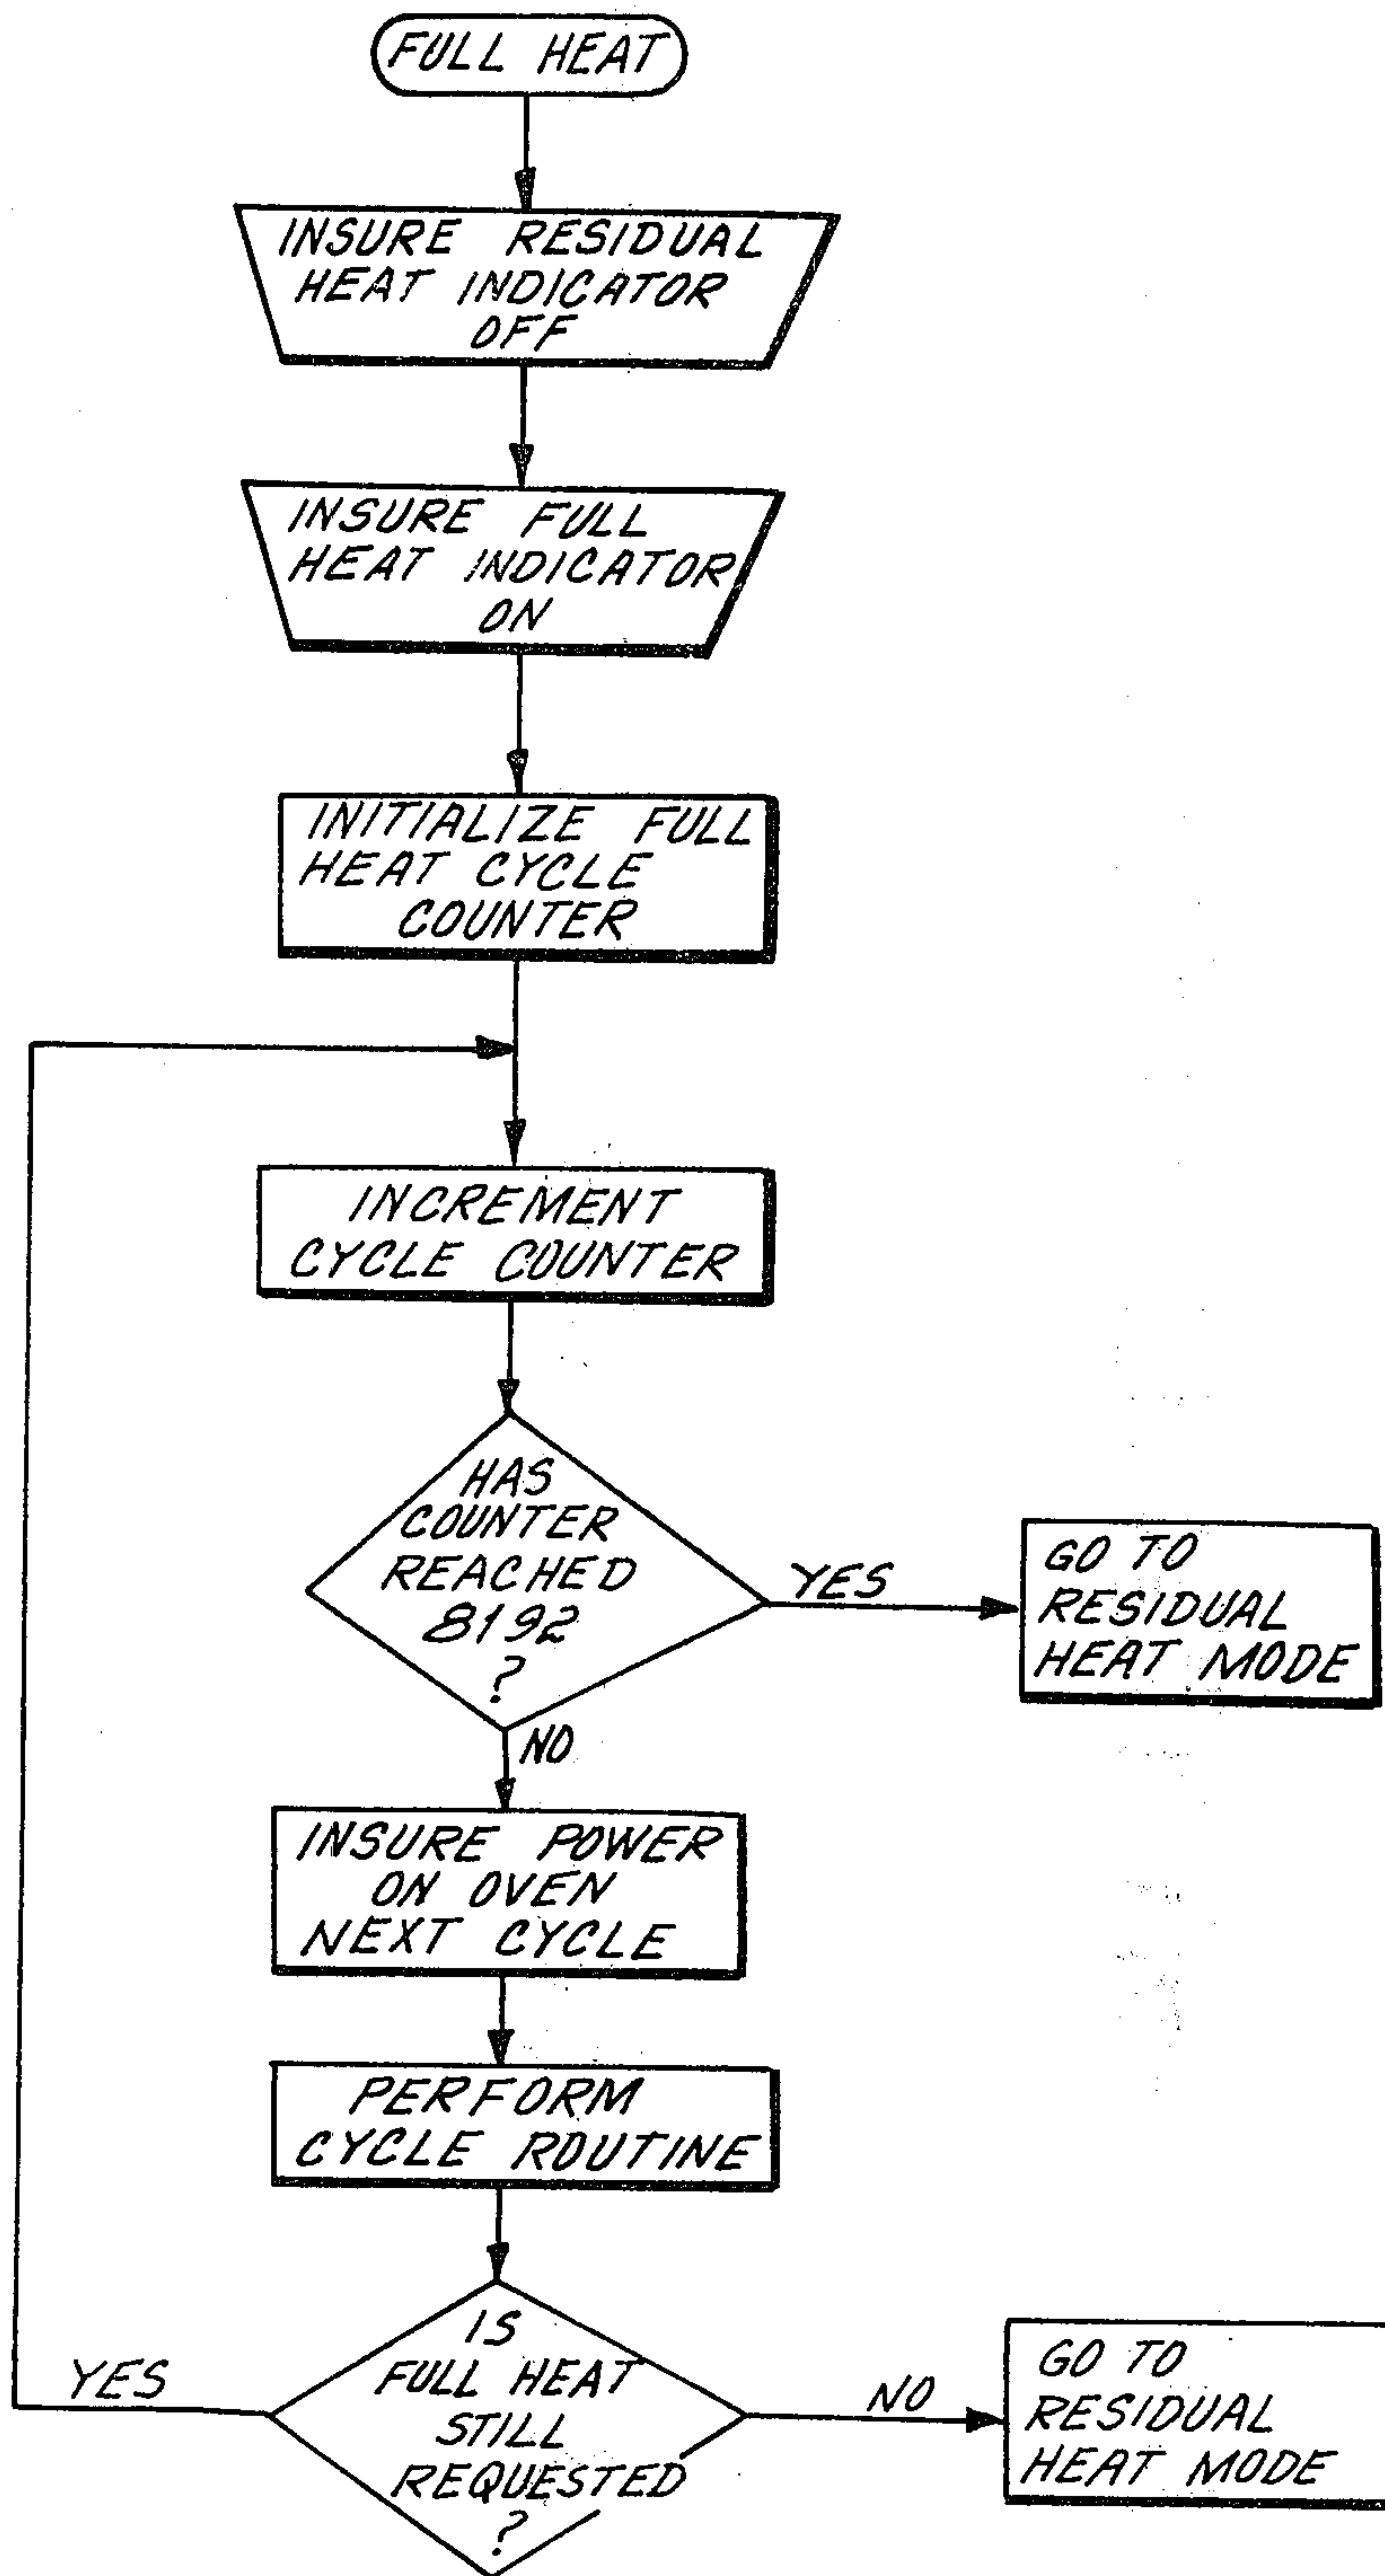 FULL HEAT
INSURE RESIDUAL
HEAT INDICATOR
OFF
INSURE FULL
HEAT INDICATOR
ON
INITIALIZE FULL
HEAT CYCLE
COUNTER
INCREMENT
CYCLE COUNTER
HAS
COUNTER
REACHED
8192
?
YES
GO TO
RESIDUAL
HEAT MODE
NO
INSURE POWER
ON OVEN
NEXT CYCLE
PERFORM
CYCLE ROUTINE
IS
FULL HEAT
STILL
REQUESTED
?
YES
NO
GO TO
RESIDUAL
HEAT MODE